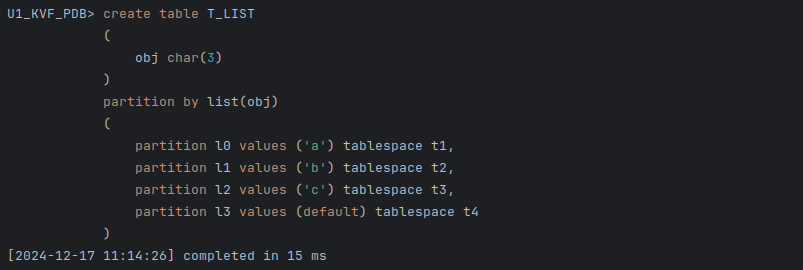 U1_KVF_PDB> create table T_LIST
(
obj char(3)
)
partition by list(obj)
(
partition l0 values ('a') tablespace t1,
partition l1 values ('b') tablespace t2,
partition l2 values ('c') tablespace t3,
partition l3 values (default) tablespace t4
)
[2024-12-17 11:14:26] completed in 15 ms